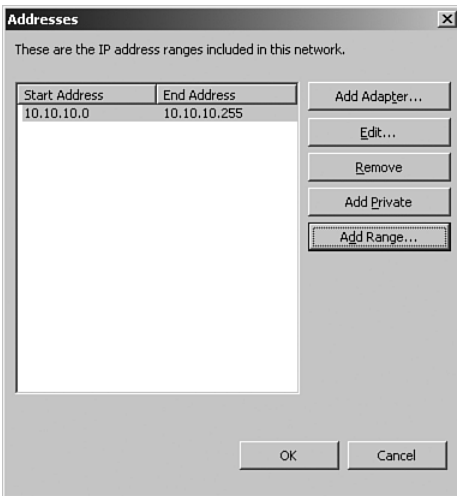 Addresses
These are the IP address ranges included in this network.
Start Address End Address
10.10.10.0 10.10.10.255
Add Adapter...
Edit...
Remove
Add Private
Add Range...
OK Cancel